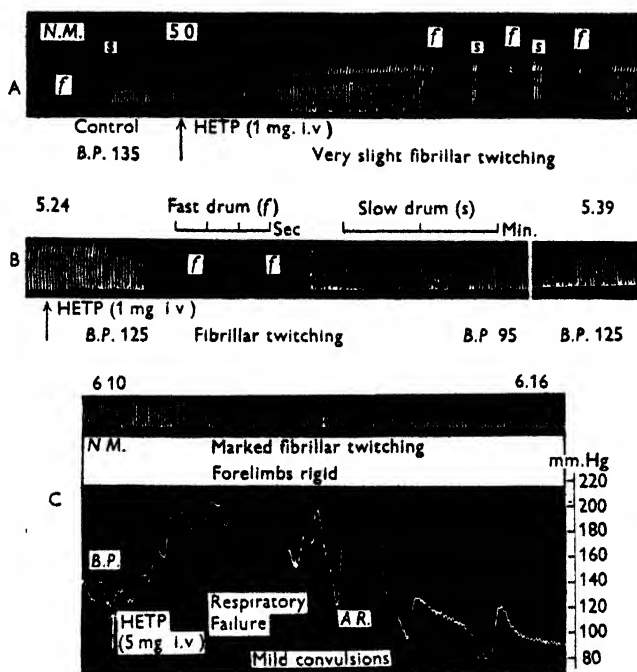 N.M. s 5 0 f s f s f
f
A
Control HETP (1 mg. i.v)
B.P. 135 Very slight fibrillar twitching
5.24 Fast drum (f) Slow drum (s) 5.39
Sec Min.
B f f
HETP (1 mg i v)
B.P. 125 Fibrillar twitching B.P 95 B.P. 125
6 10 6.16
N M. Marked fibrillar twitching
Forelimbs rigid
mm.Hg
C
220
200
180
160
140
120
100
80
B.P.
HETP
(5 mg i.v)
Respiratory
Failure
A R.
Mild convulsions